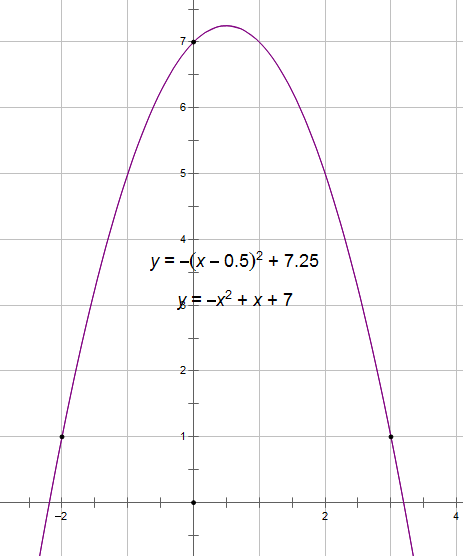 7
6
5
4
y = –(x – 0.5)² + 7.25
3
y = –x² + x + 7
2
1
–2 2 4